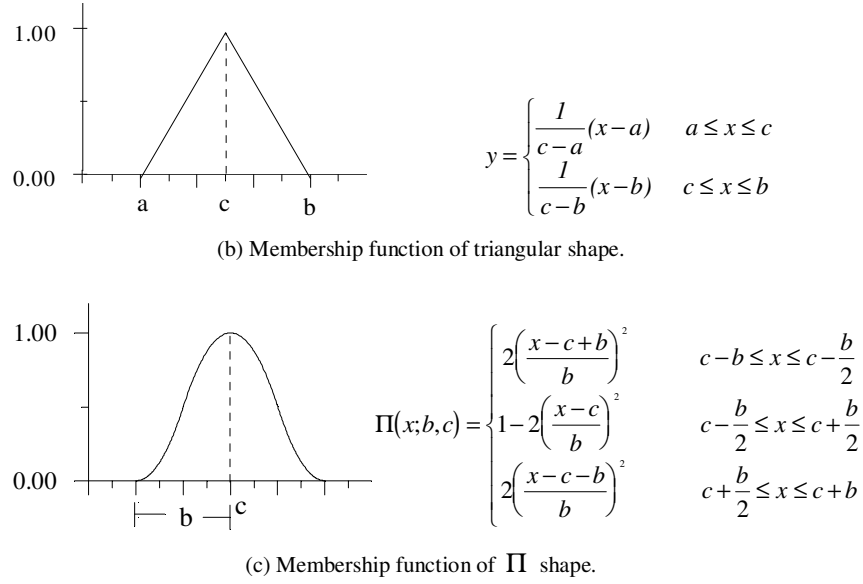 1.00
0.00
a c b
y = { 1/(c−a) (x−a) a ≤ x ≤ c
1/(c−b) (x−b) c ≤ x ≤ b
(b) Membership function of triangular shape.
1.00
0.00
b c
Π(x;b,c) = { 2((x−c+b)/b)² c−b ≤ x ≤ c−b/2
1−2((x−c)/b)² c−b/2 ≤ x ≤ c+b/2
2((x−c−b)/b)² c+b/2 ≤ x ≤ c+b
(c) Membership function of Π shape.